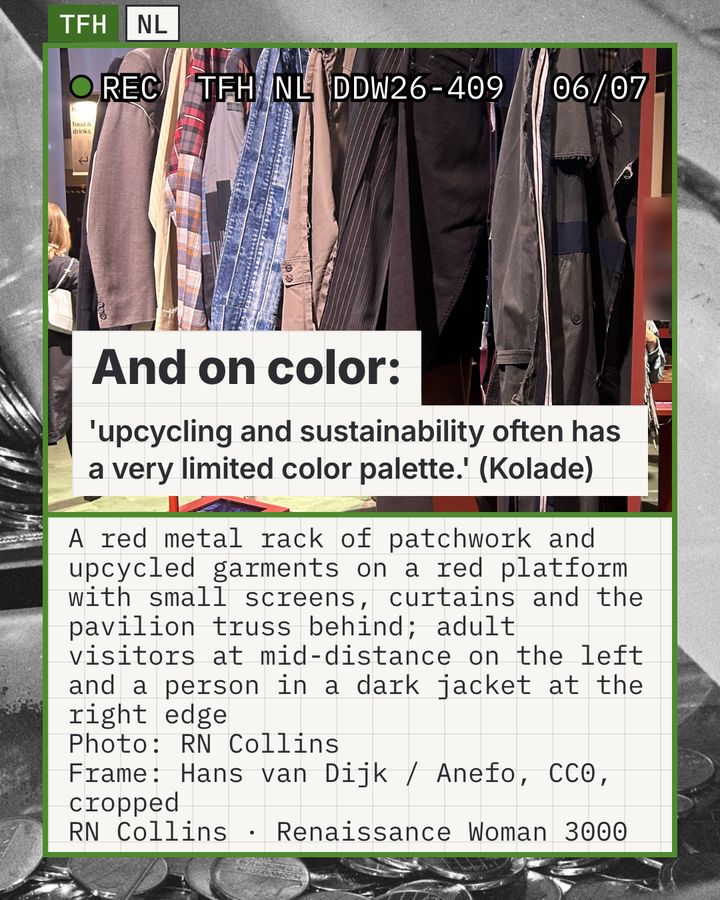 TFH NL
REC TFH NL DDW26-409 06/07
food &
drinks
And on color:
'upcycling and sustainability often has
a very limited color palette.' (Kolade)
A red metal rack of patchwork and
upcycled garments on a red platform
with small screens, curtains and the
pavilion truss behind; adult
visitors at mid-distance on the left
and a person in a dark jacket at the
right edge
Photo: RN Collins
Frame: Hans van Dijk / Anefo, CC0,
cropped
RN Collins · Renaissance Woman 3000